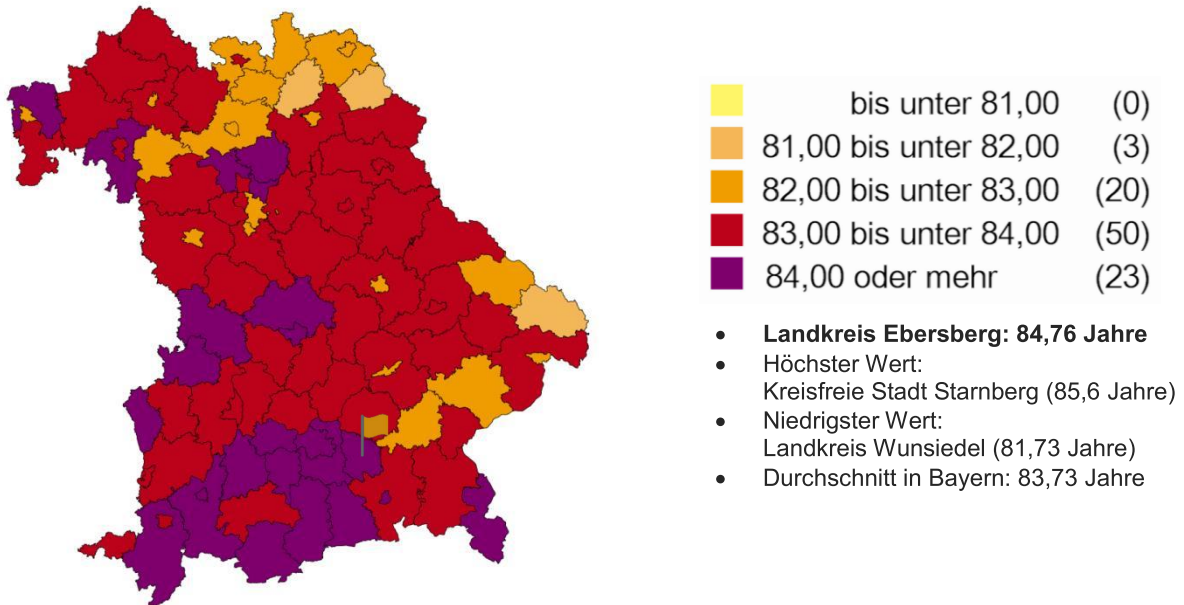 bis unter 81,00 (0)
81,00 bis unter 82,00 (3)
82,00 bis unter 83,00 (20)
83,00 bis unter 84,00 (50)
84,00 oder mehr (23)
• Landkreis Ebersberg: 84,76 Jahre
• Höchster Wert:
Kreisfreie Stadt Starnberg (85,6 Jahre)
• Niedrigster Wert:
Landkreis Wunsiedel (81,73 Jahre)
• Durchschnitt in Bayern: 83,73 Jahre